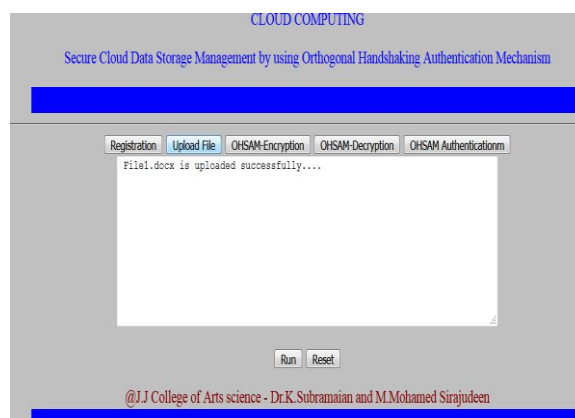 CLOUD COMPUTING
Secure Cloud Data Storage Management by using Orthogonal Handshaking Authentication Mechanism
Registration Upload File OHSAM-Encryption OHSAM-Decryption OHSAM Authenticationm
File1.docx is uploaded successfully....
Run Reset
@J.J College of Arts science - Dr.K.Subramaian and M.Mohamed Sirajudeen